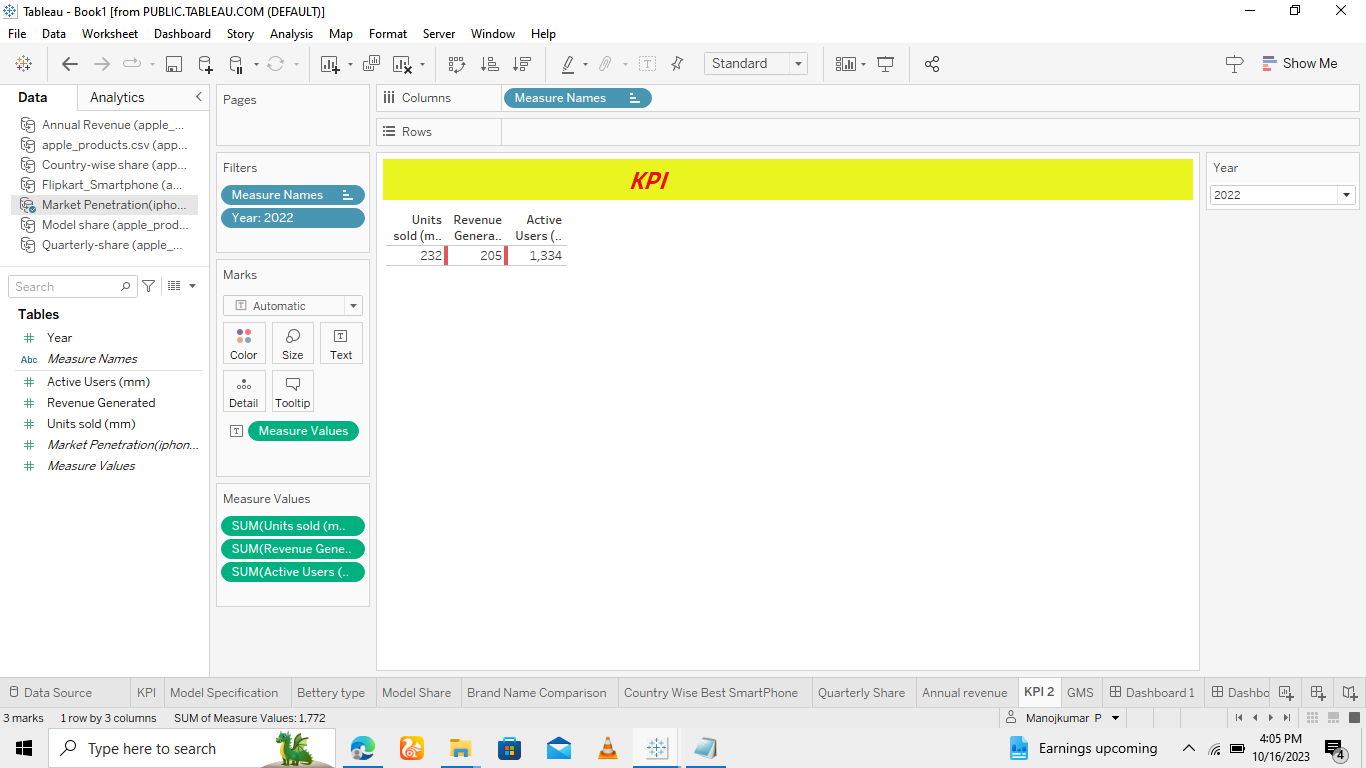 Tableau - Book1 [from PUBLIC.TABLEAU.COM (DEFAULT)]
File Data Worksheet Dashboard Story Analysis Map Format Server Window Help
Standard
Show Me
Data Analytics
Annual Revenue (apple_...
apple_products.csv (app...
Country-wise share (app...
Flipkart_Smartphone (a...
Market Penetration(ipho...
Model share (apple_prod...
Quarterly-share (apple_...
Search
Tables
Year
Abc Measure Names
Active Users (mm)
Revenue Generated
Units sold (mm)
Market Penetration(iphon...
Measure Values
Pages
Filters
Measure Names
Year: 2022
Marks
Automatic
Color Size Text
Detail Tooltip
Measure Values
Measure Values
SUM(Units sold (m..
SUM(Revenue Gene..
SUM(Active Users (..
Columns Measure Names
Rows
KPI
Units Revenue Active
sold (m.. Genera.. Users (..
232 205 1,334
Year
2022
Data Source KPI Model Specification Bettery type Model Share Brand Name Comparison Country Wise Best SmartPhone Quarterly Share Annual revenue KPI 2 GMS Dashboard 1 Dashbo
3 marks 1 row by 3 columns SUM of Measure Values: 1,772
Manojkumar P
Type here to search
Earnings upcoming
4:05 PM
10/16/2023
4